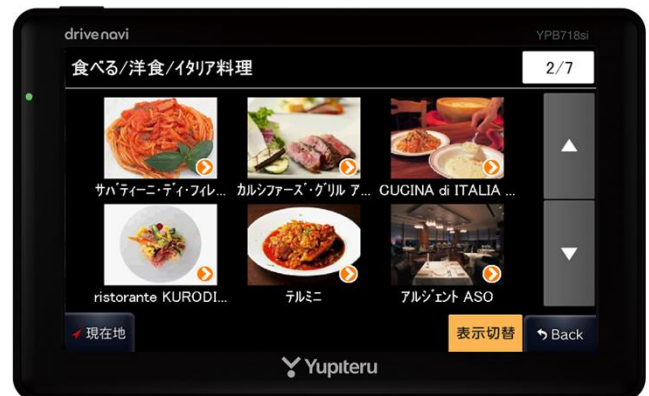 drivenavi
YPB718si
食べる/洋食/イタリア料理
2/7
サバティーニ・ディ・フィレ...
カルシファーズ・グリル ア...
CUCINA di ITALIA ...
ristorante KURODI...
テルミニ
アルジェント ASO
現在地
表示切替
Back
Yupiteru